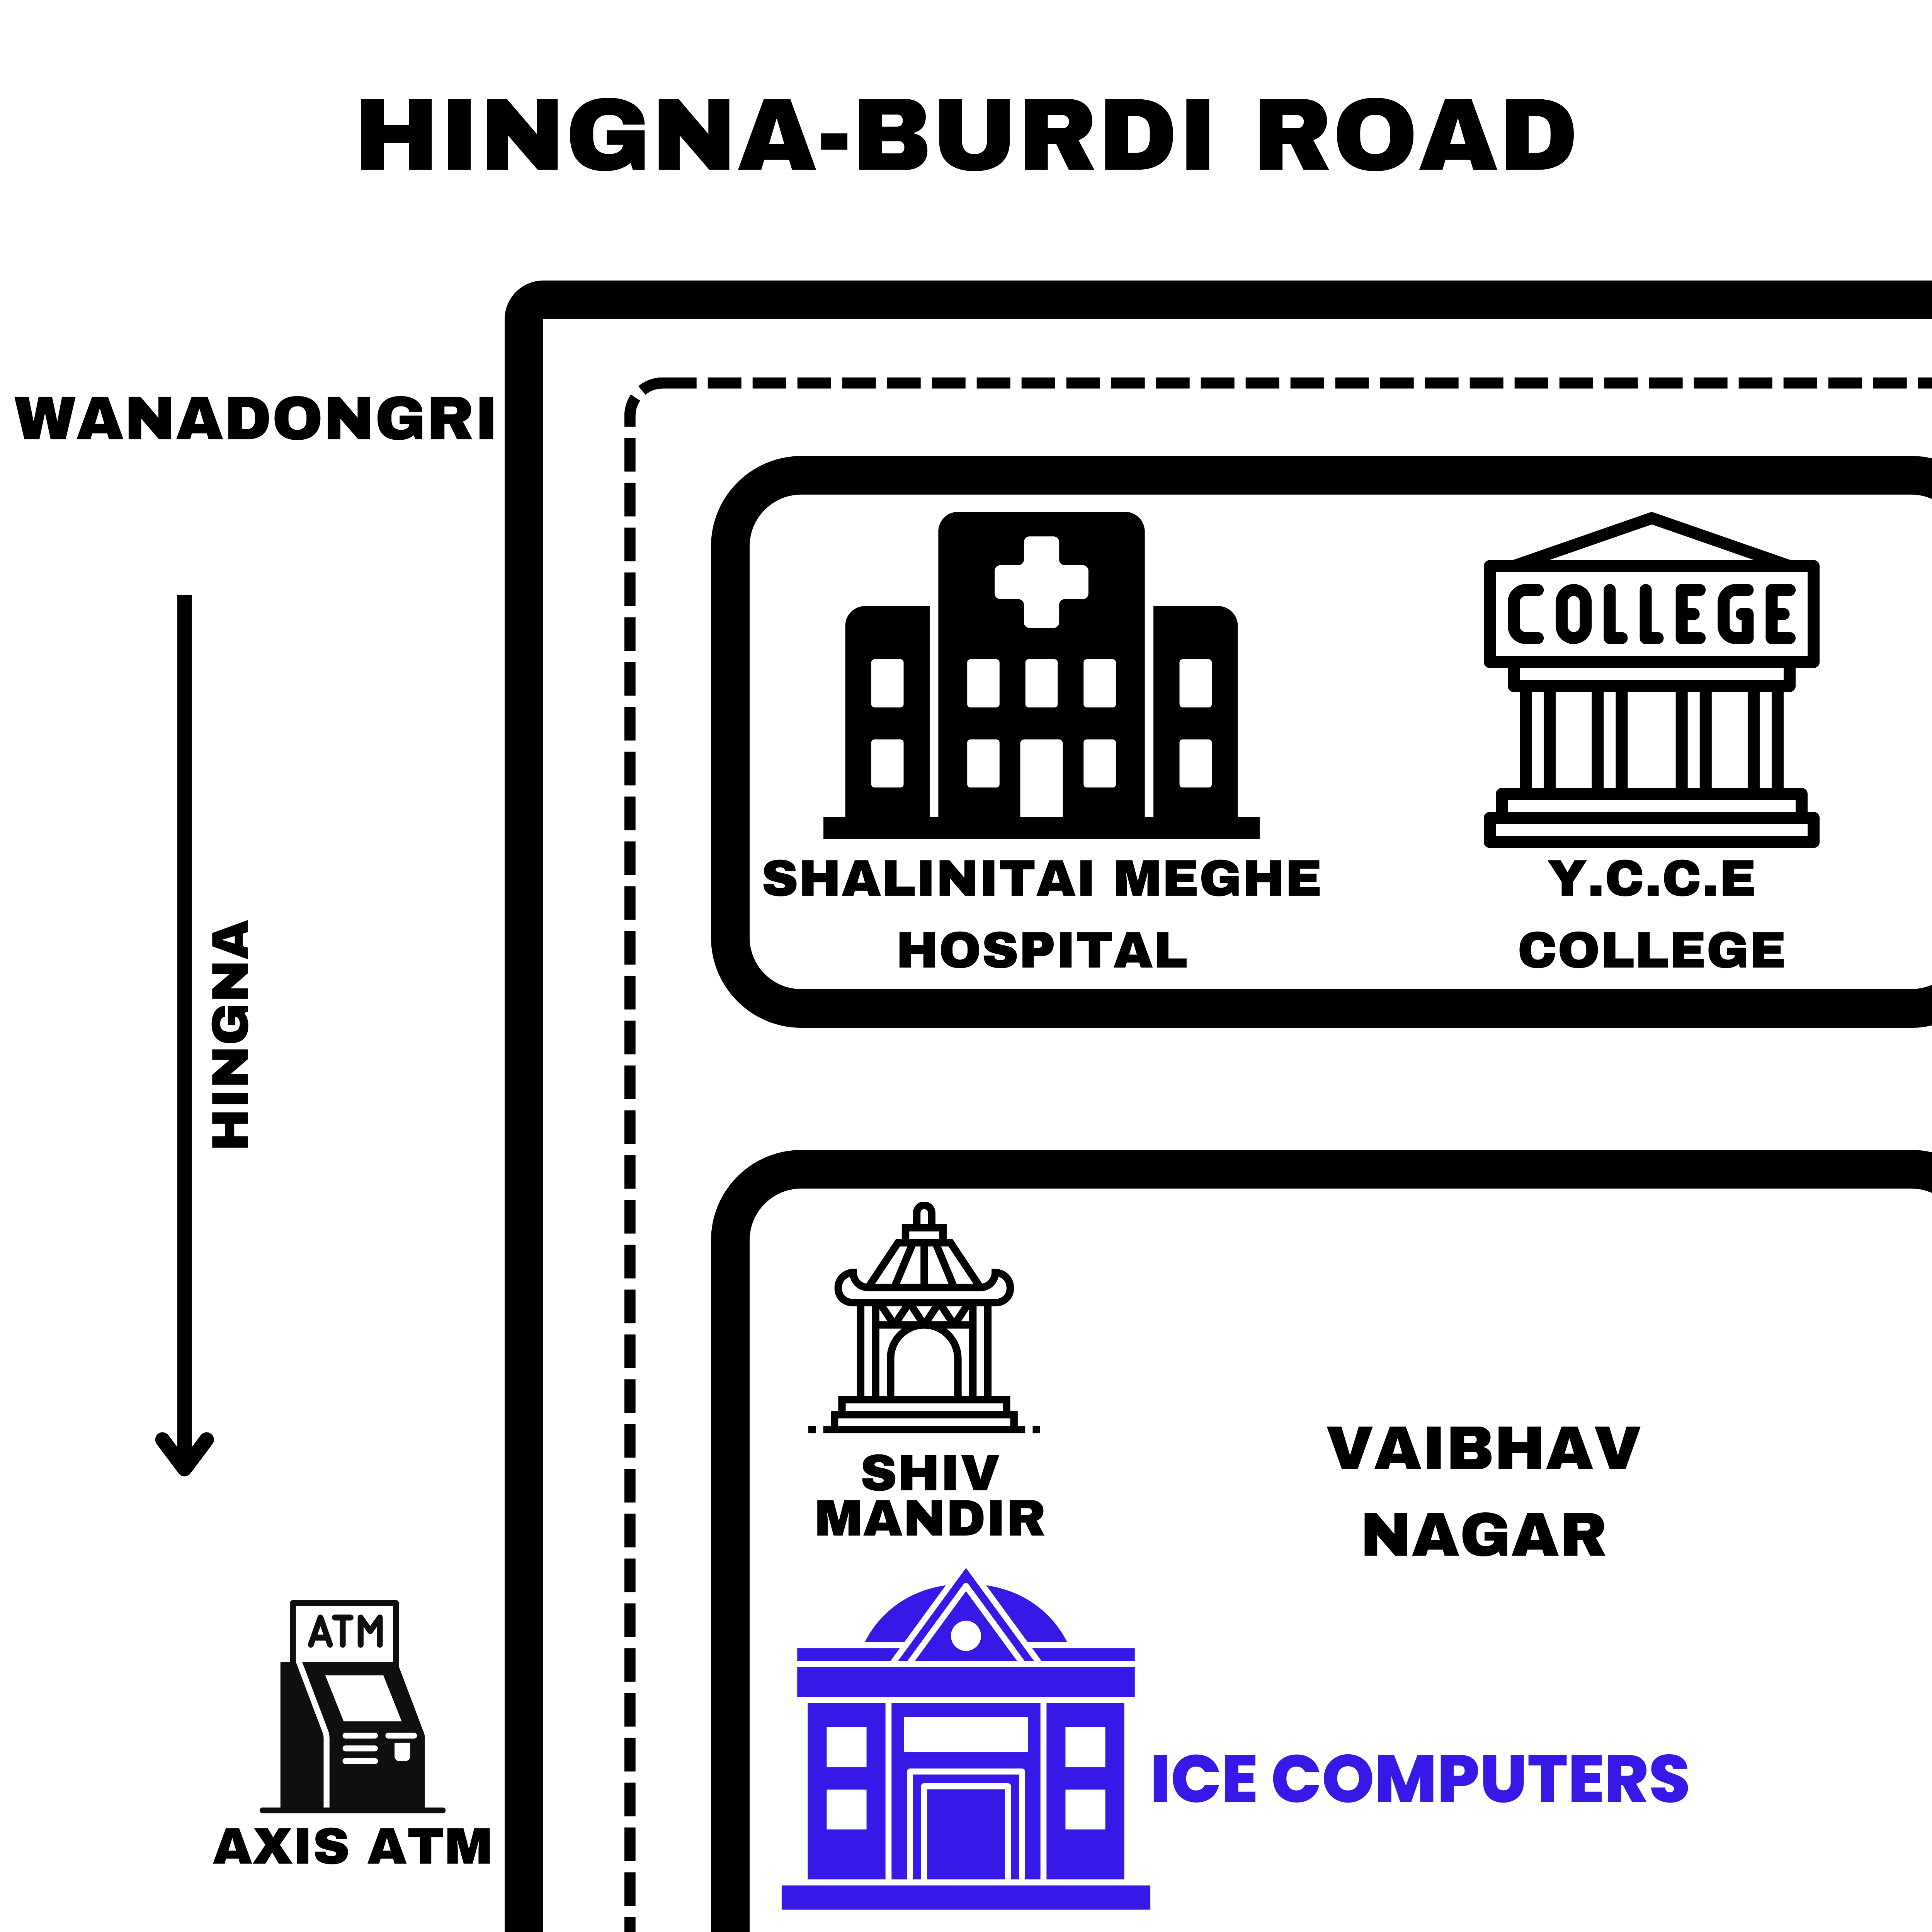 HINGNA-BURDI ROAD
WANADONGRI
COLLEGE
SHALINITAI MEGHE
HOSPITAL
Y.C.C.E
COLLEGE
HINGNA
SHIV
MANDIR
VAIBHAV
NAGAR
ATM
AXIS ATM
ICE COMPUTERS